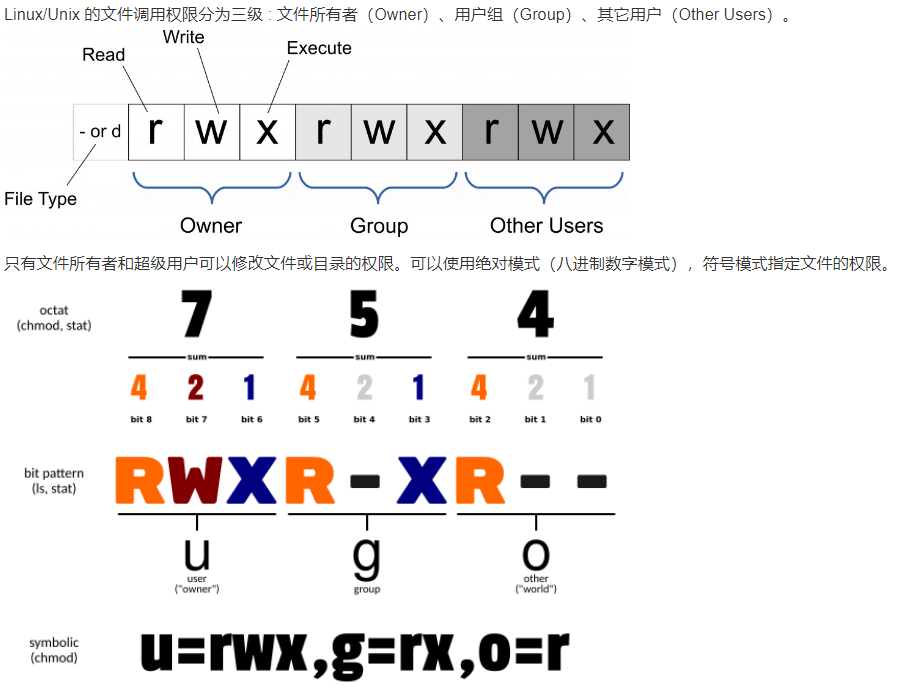 Linux/Unix 的文件调用权限分为三级 : 文件所有者（Owner）、用户组（Group）、其它用户（Other Users）。
Write
Read
Execute
- or d r w x r w x r w x
File Type
Owner Group Other Users
只有文件所有者和超级用户可以修改文件或目录的权限。可以使用绝对模式（八进制数字模式），符号模式指定文件的权限。
octat
(chmod, stat)
7 5 4
sum sum sum
4 2 1 4 2 1 4 2 1
bit 8 bit 7 bit 6 bit 5 bit 4 bit 3 bit 2 bit 1 bit 0
bit pattern
(ls, stat)
RWX R-X R--
u g o
user group other
("owner") ("world")
symbolic
(chmod)
u=rwx,g=rx,o=r